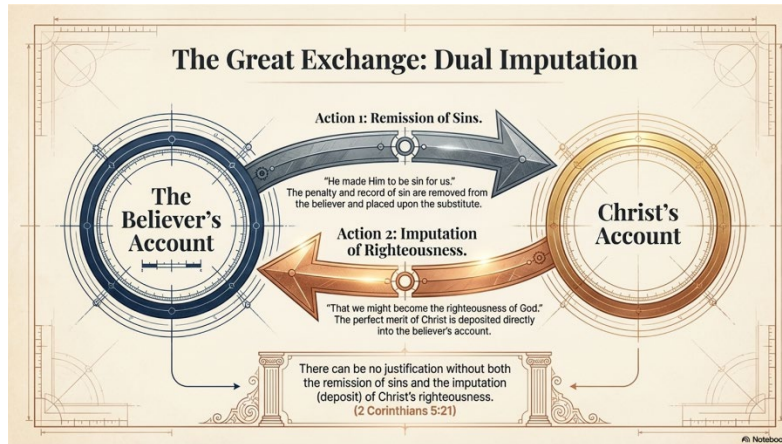 The Great Exchange: Dual Imputation
Action 1: Remission of Sins.
"He made Him to be sin for us."
The penalty and record of sin are removed from
the believer and placed upon the substitute.
The
Believer's
Account
Christ's
Account
Action 2: Imputation
of Righteousness.
"That we might become the righteousness of God."
The perfect merit of Christ is deposited directly
into the believer's account.
There can be no justification without both
the remission of sins and the imputation
(deposit) of Christ's righteousness.
(2 Corinthians 5:21)